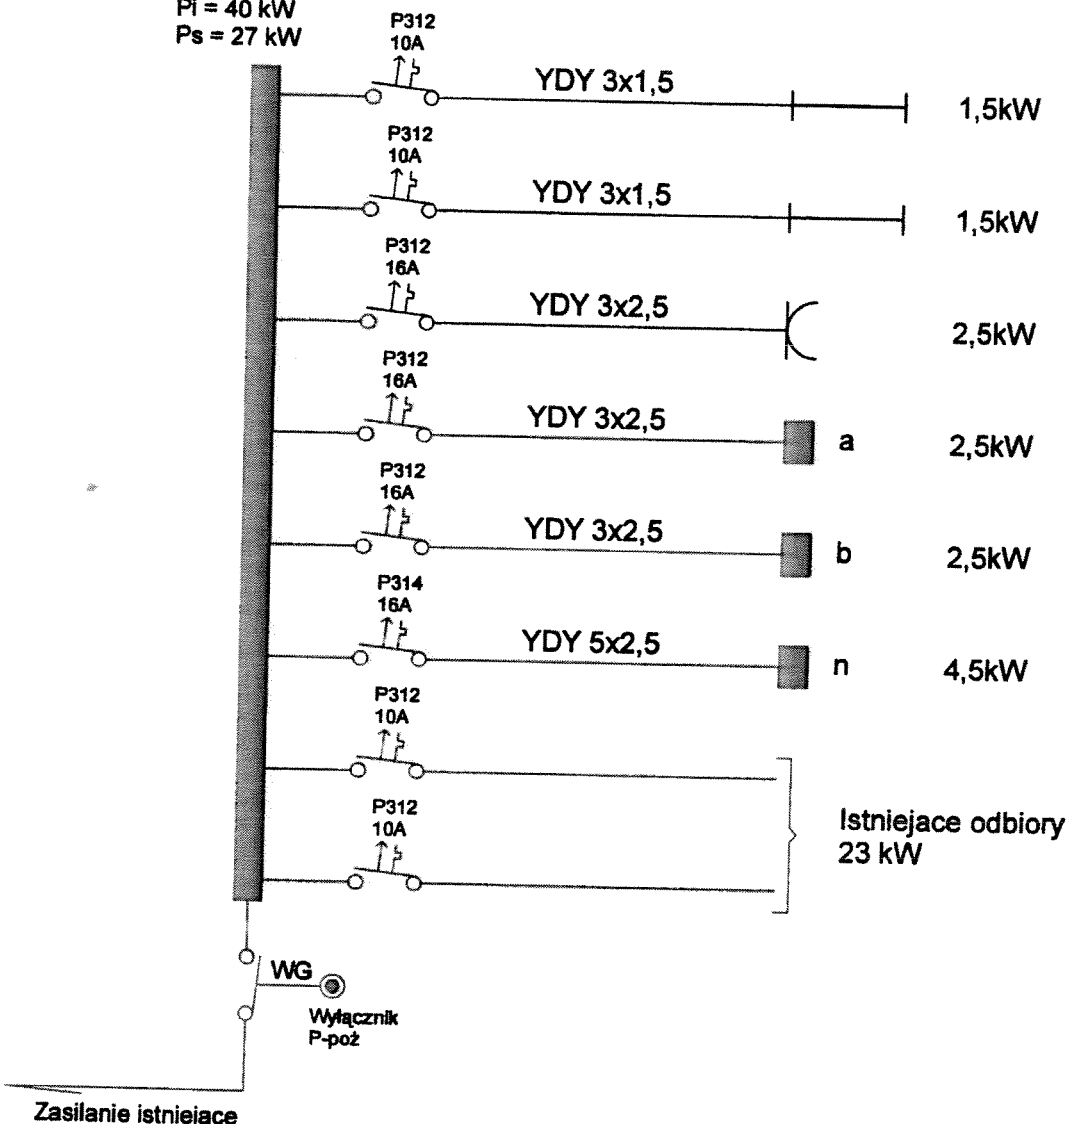 Pi = 40 kW
Ps = 27 kW
P312
10A
YDY 3x1,5
1,5kW
P312
10A
YDY 3x1,5
1,5kW
P312
16A
YDY 3x2,5
2,5kW
P312
16A
YDY 3x2,5
a
2,5kW
P312
16A
YDY 3x2,5
b
2,5kW
P314
16A
YDY 5x2,5
n
4,5kW
P312
10A
P312
10A
Istniejace odbiory
23 kW
WG
Wyłącznik
P-poż
Zasilanie istniejace